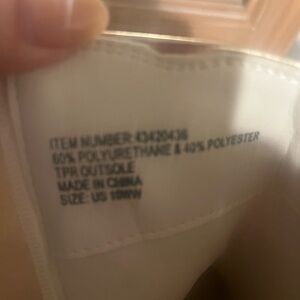 ITEM NUMBER: 43420436
60% POLYURETHANE & 40% POLYESTER
TPR OUTSOLE
MADE IN CHINA
SIZE: US 10WW